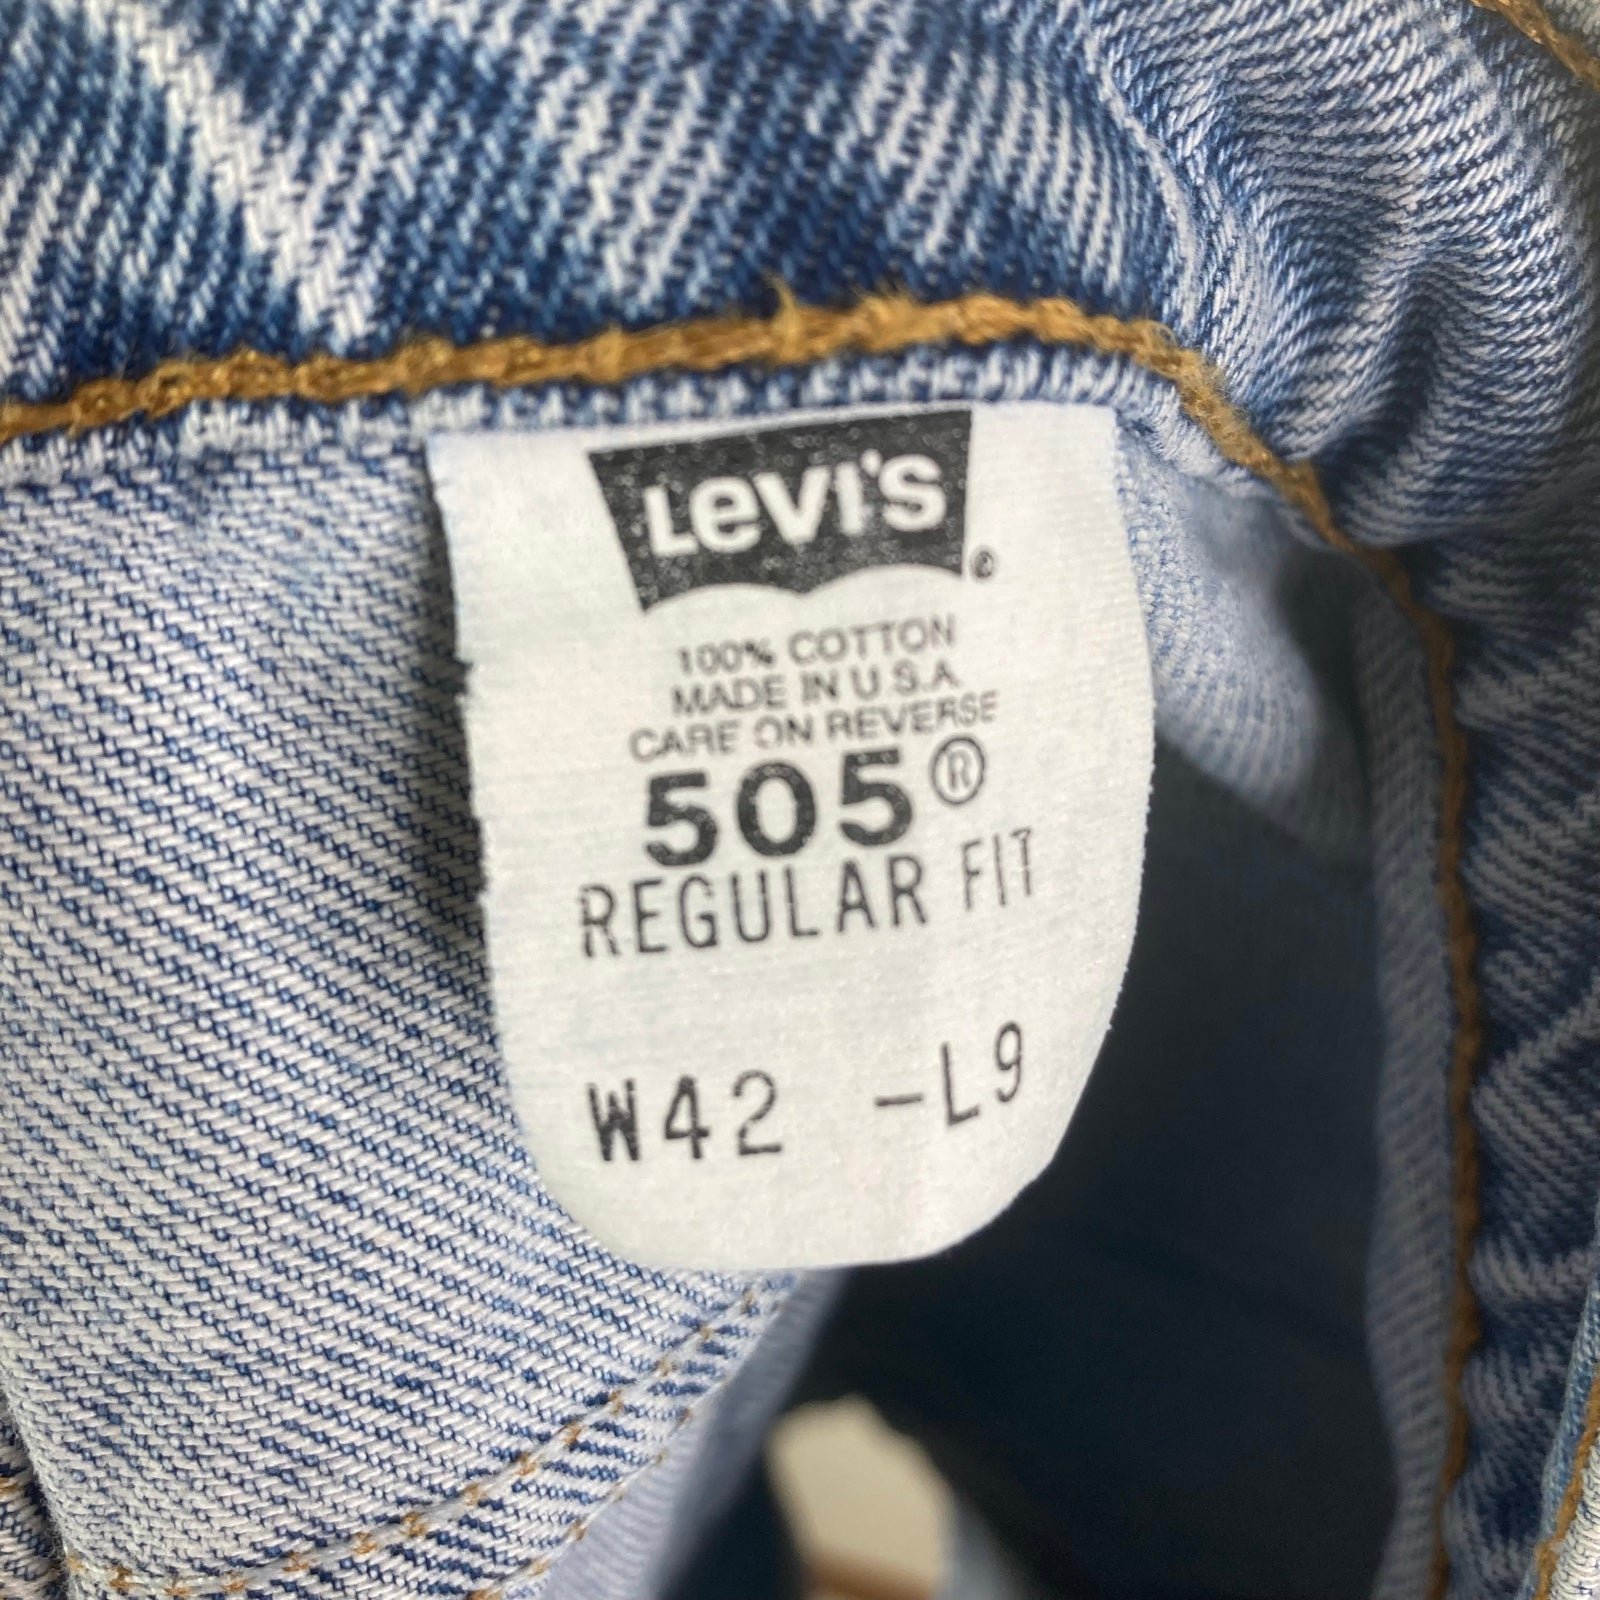 Levi's®
100% COTTON
MADE IN U.S.A.
CARE ON REVERSE
505®
REGULAR FIT
W42 -L9